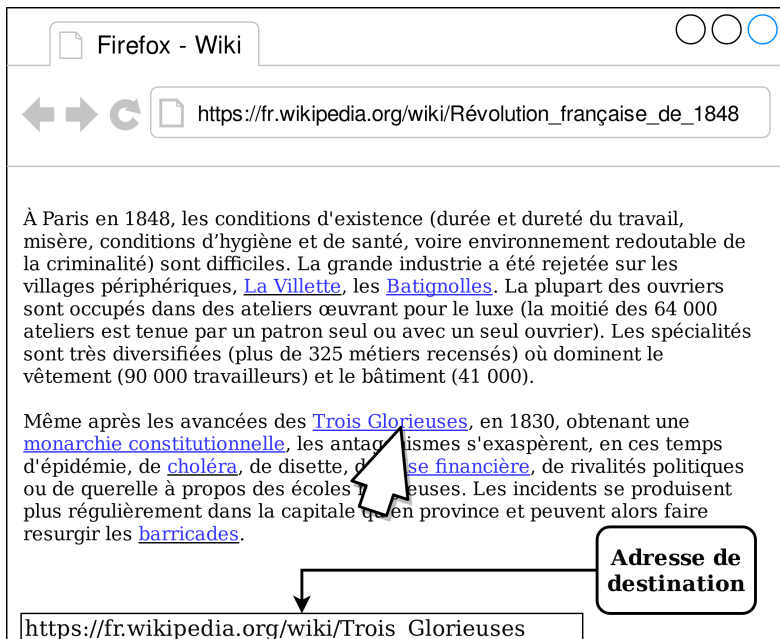 Firefox - Wiki
https://fr.wikipedia.org/wiki/Révolution_française_de_1848
À Paris en 1848, les conditions d'existence (durée et dureté du travail,
misère, conditions d’hygiène et de santé, voire environnement redoutable de
la criminalité) sont difficiles. La grande industrie a été rejetée sur les
villages périphériques, La Villette, les Batignolles. La plupart des ouvriers
sont occupés dans des ateliers œuvrant pour le luxe (la moitié des 64 000
ateliers est tenue par un patron seul ou avec un seul ouvrier). Les spécialités
sont très diversifiées (plus de 325 métiers recensés) où dominent le
vêtement (90 000 travailleurs) et le bâtiment (41 000).
Même après les avancées des Trois Glorieuses, en 1830, obtenant une
monarchie constitutionnelle, les antagonismes s'exaspèrent, en ces temps
d'épidémie, de choléra, de disette, financière, de rivalités politiques
ou de querelle à propos des écoles Les incidents se produisent
plus régulièrement dans la capitale qu'en province et peuvent alors faire
resurgir les barricades.
Adresse de
destination
https://fr.wikipedia.org/wiki/Trois_Glorieuses